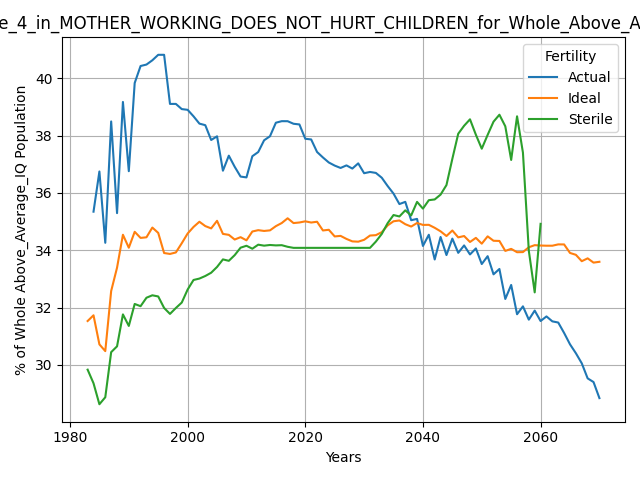 e_4_in_MOTHER_WORKING_DOES_NOT_HURT_CHILDREN_for_Whole_Above_A
Fertility
Actual
Ideal
Sterile
% of Whole Above_Average_IQ Population
40
38
36
34
32
30
1980
2000
2020
2040
2060
Years